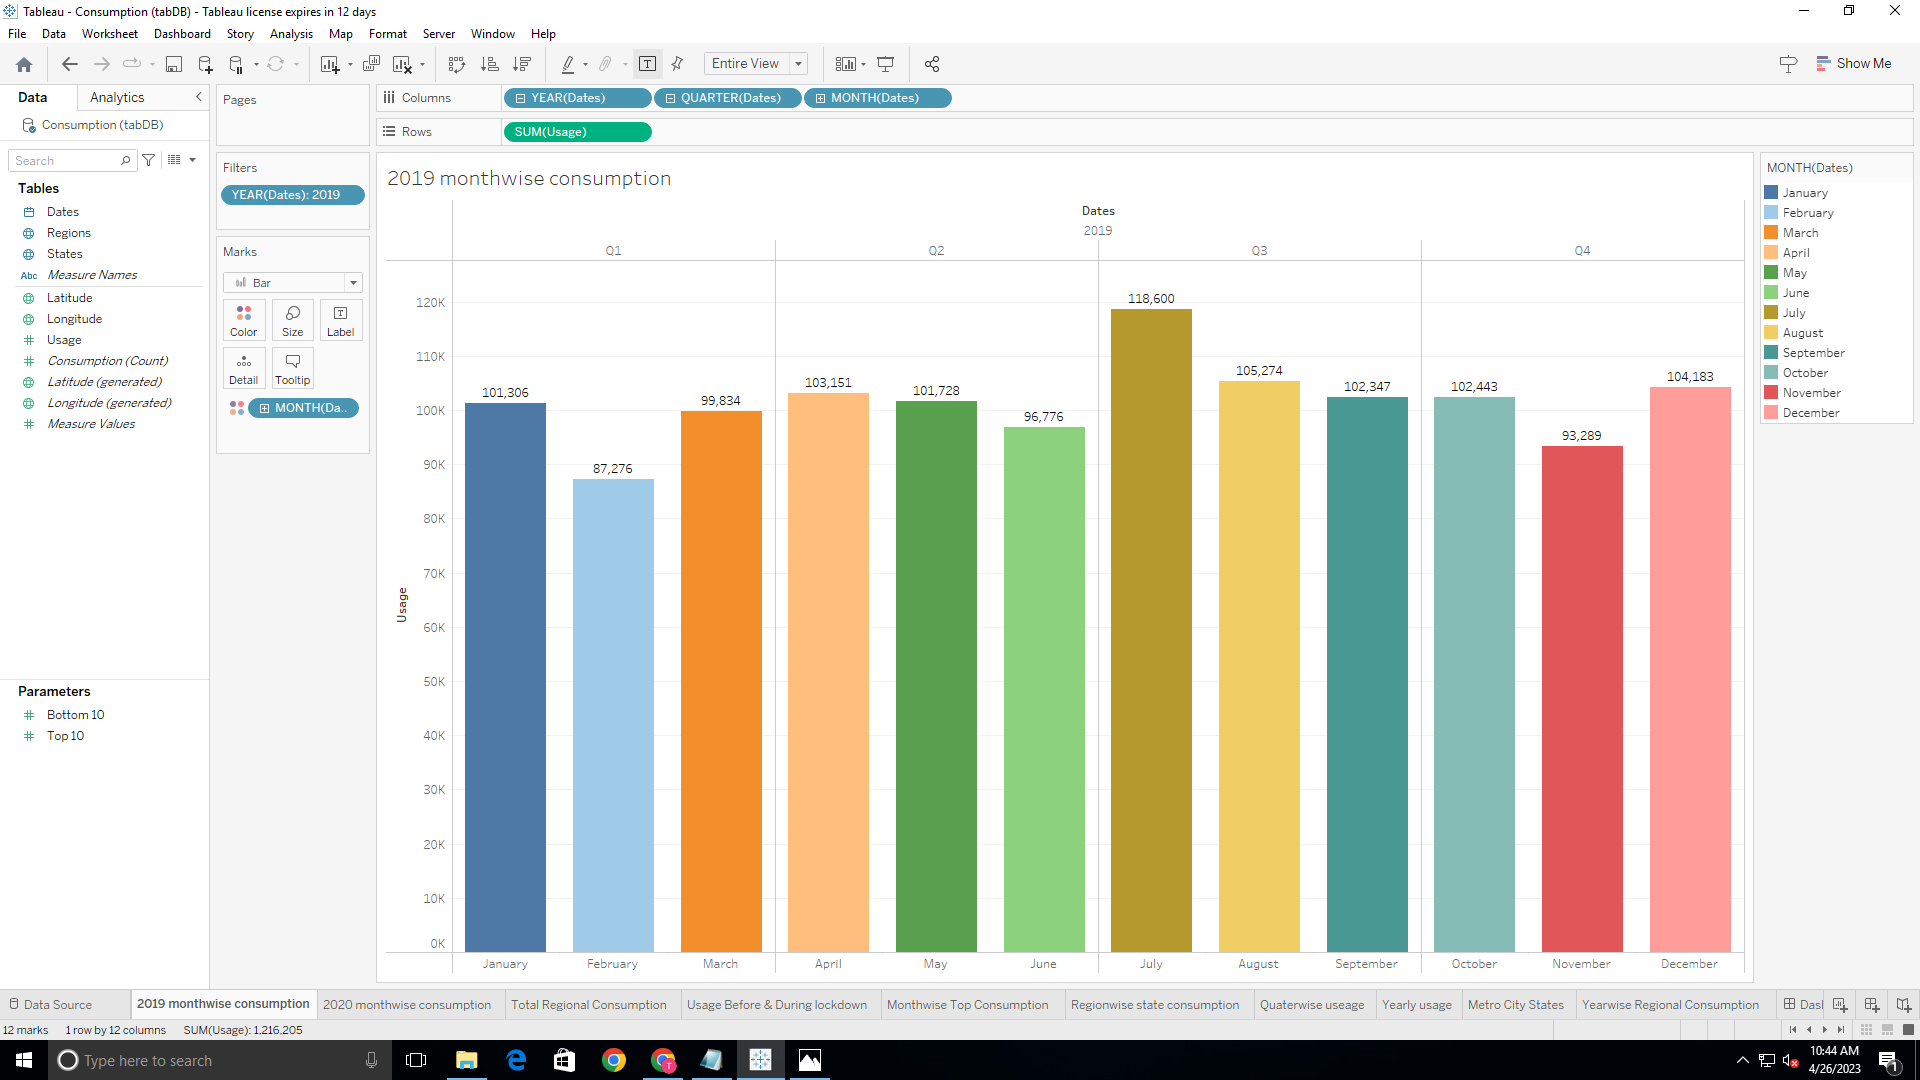 Tableau - Consumption (tabDB) - Tableau license expires in 12 days
File Data Worksheet Dashboard Story Analysis Map Format Server Window Help
Entire View
Show Me
Data Analytics
Consumption (tabDB)
Search
Tables
Dates
Regions
States
Abc Measure Names
Latitude
Longitude
Usage
Consumption (Count)
Latitude (generated)
Longitude (generated)
Measure Values
Parameters
Bottom 10
Top 10
Pages
Filters
YEAR(Dates): 2019
Marks
Bar
Color Size Label
Detail Tooltip
MONTH(Da..
Columns YEAR(Dates) QUARTER(Dates) MONTH(Dates)
Rows SUM(Usage)
2019 monthwise consumption
Dates
2019
Q1 Q2 Q3 Q4
120K
110K
100K
90K
80K
70K
60K
50K
40K
30K
20K
10K
0K
Usage
101,306
87,276
99,834
103,151
101,728
96,776
118,600
105,274
102,347
102,443
93,289
104,183
January February March April May June July August September October November December
MONTH(Dates)
January
February
March
April
May
June
July
August
September
October
November
December
Data Source 2019 monthwise consumption 2020 monthwise consumption Total Regional Consumption Usage Before & During lockdown Monthwise Top Consumption Regionwise state consumption Quaterwise useage Yearly usage Metro City States Yearwise Regional Consumption Dasl
12 marks 1 row by 12 columns SUM(Usage): 1,216,205
Type here to search
T
10:44 AM
4/26/2023
1